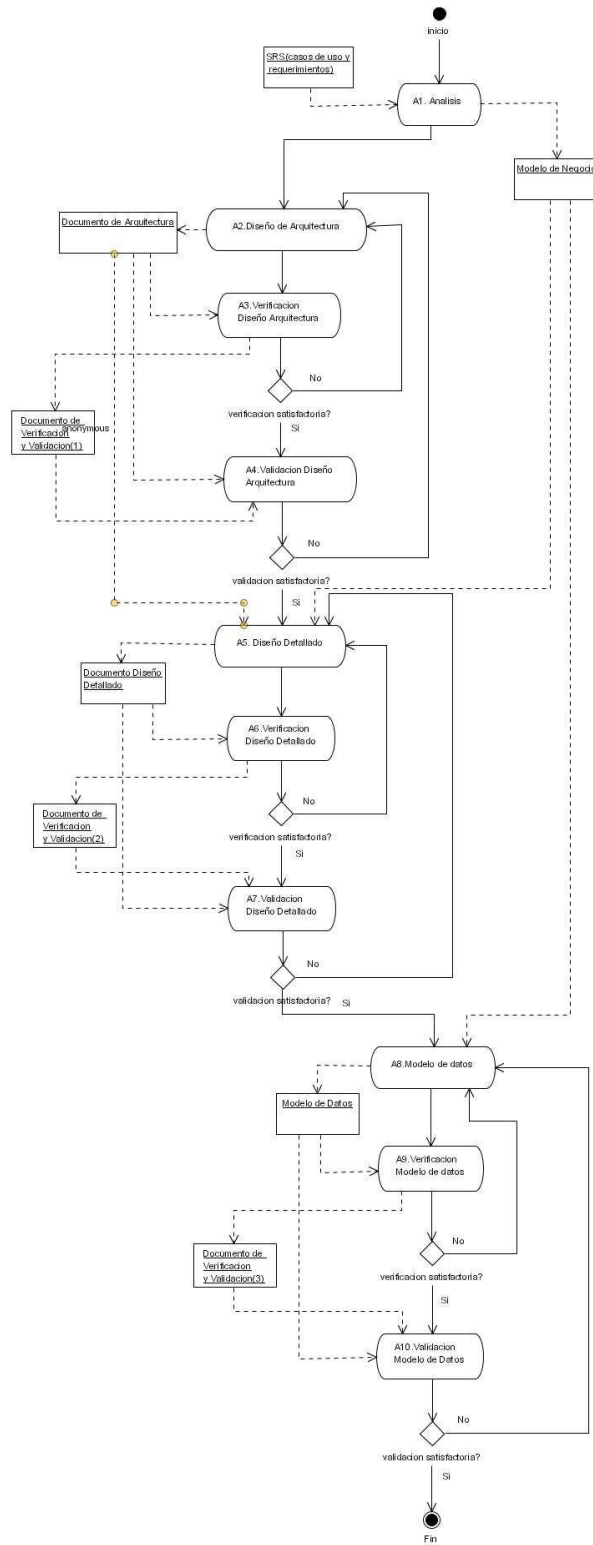 inicio
SRS(casos de uso y
requerimientos)
A1. Analisis
Modelo de Negocio
Documento de Arquitectura
A2.Diseño de Arquitectura
A3.Verificacion
Diseño Arquitectura
No
verificacion satisfactoria?
Si
Documento de
Verificacion
anonymous
y Validacion(1)
A4.Validacion Diseño
Arquitectura
No
validacion satisfactoria?
Si
A5. Diseño Detallado
Documento Diseño
Detallado
A6.Verificacion
Diseño Detallado
No
verificacion satisfactoria?
Si
Documento de
Verificacion
y Validacion(2)
A7.Validacion
Diseño Detallado
No
validacion satisfactoria?
Si
A8.Modelo de datos
Modelo de Datos
A9.Verificacion
Modelo de datos
No
verificacion satisfactoria?
Si
Documento de
Verificacion
y Validacion(3)
A10.Validacion
Modelo de Datos
No
validacion satisfactoria?
Si
Fin